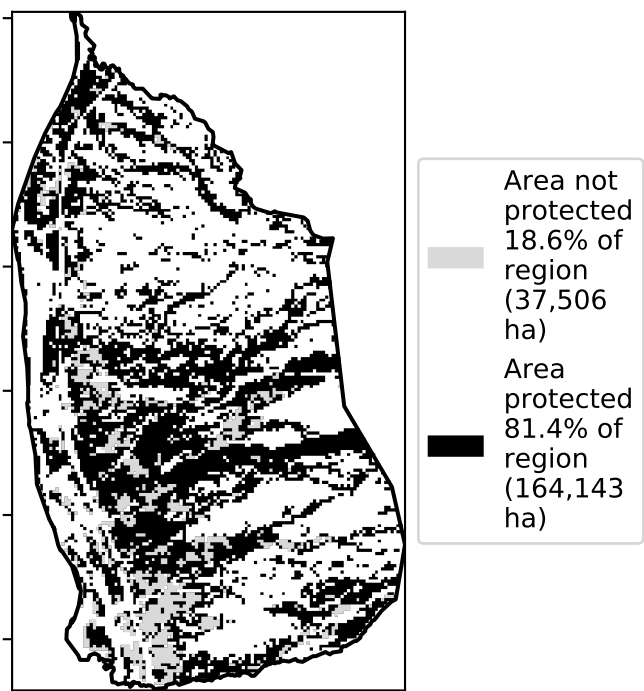 Area not
protected
18.6% of
region
(37,506
ha)
Area
protected
81.4% of
region
(164,143
ha)